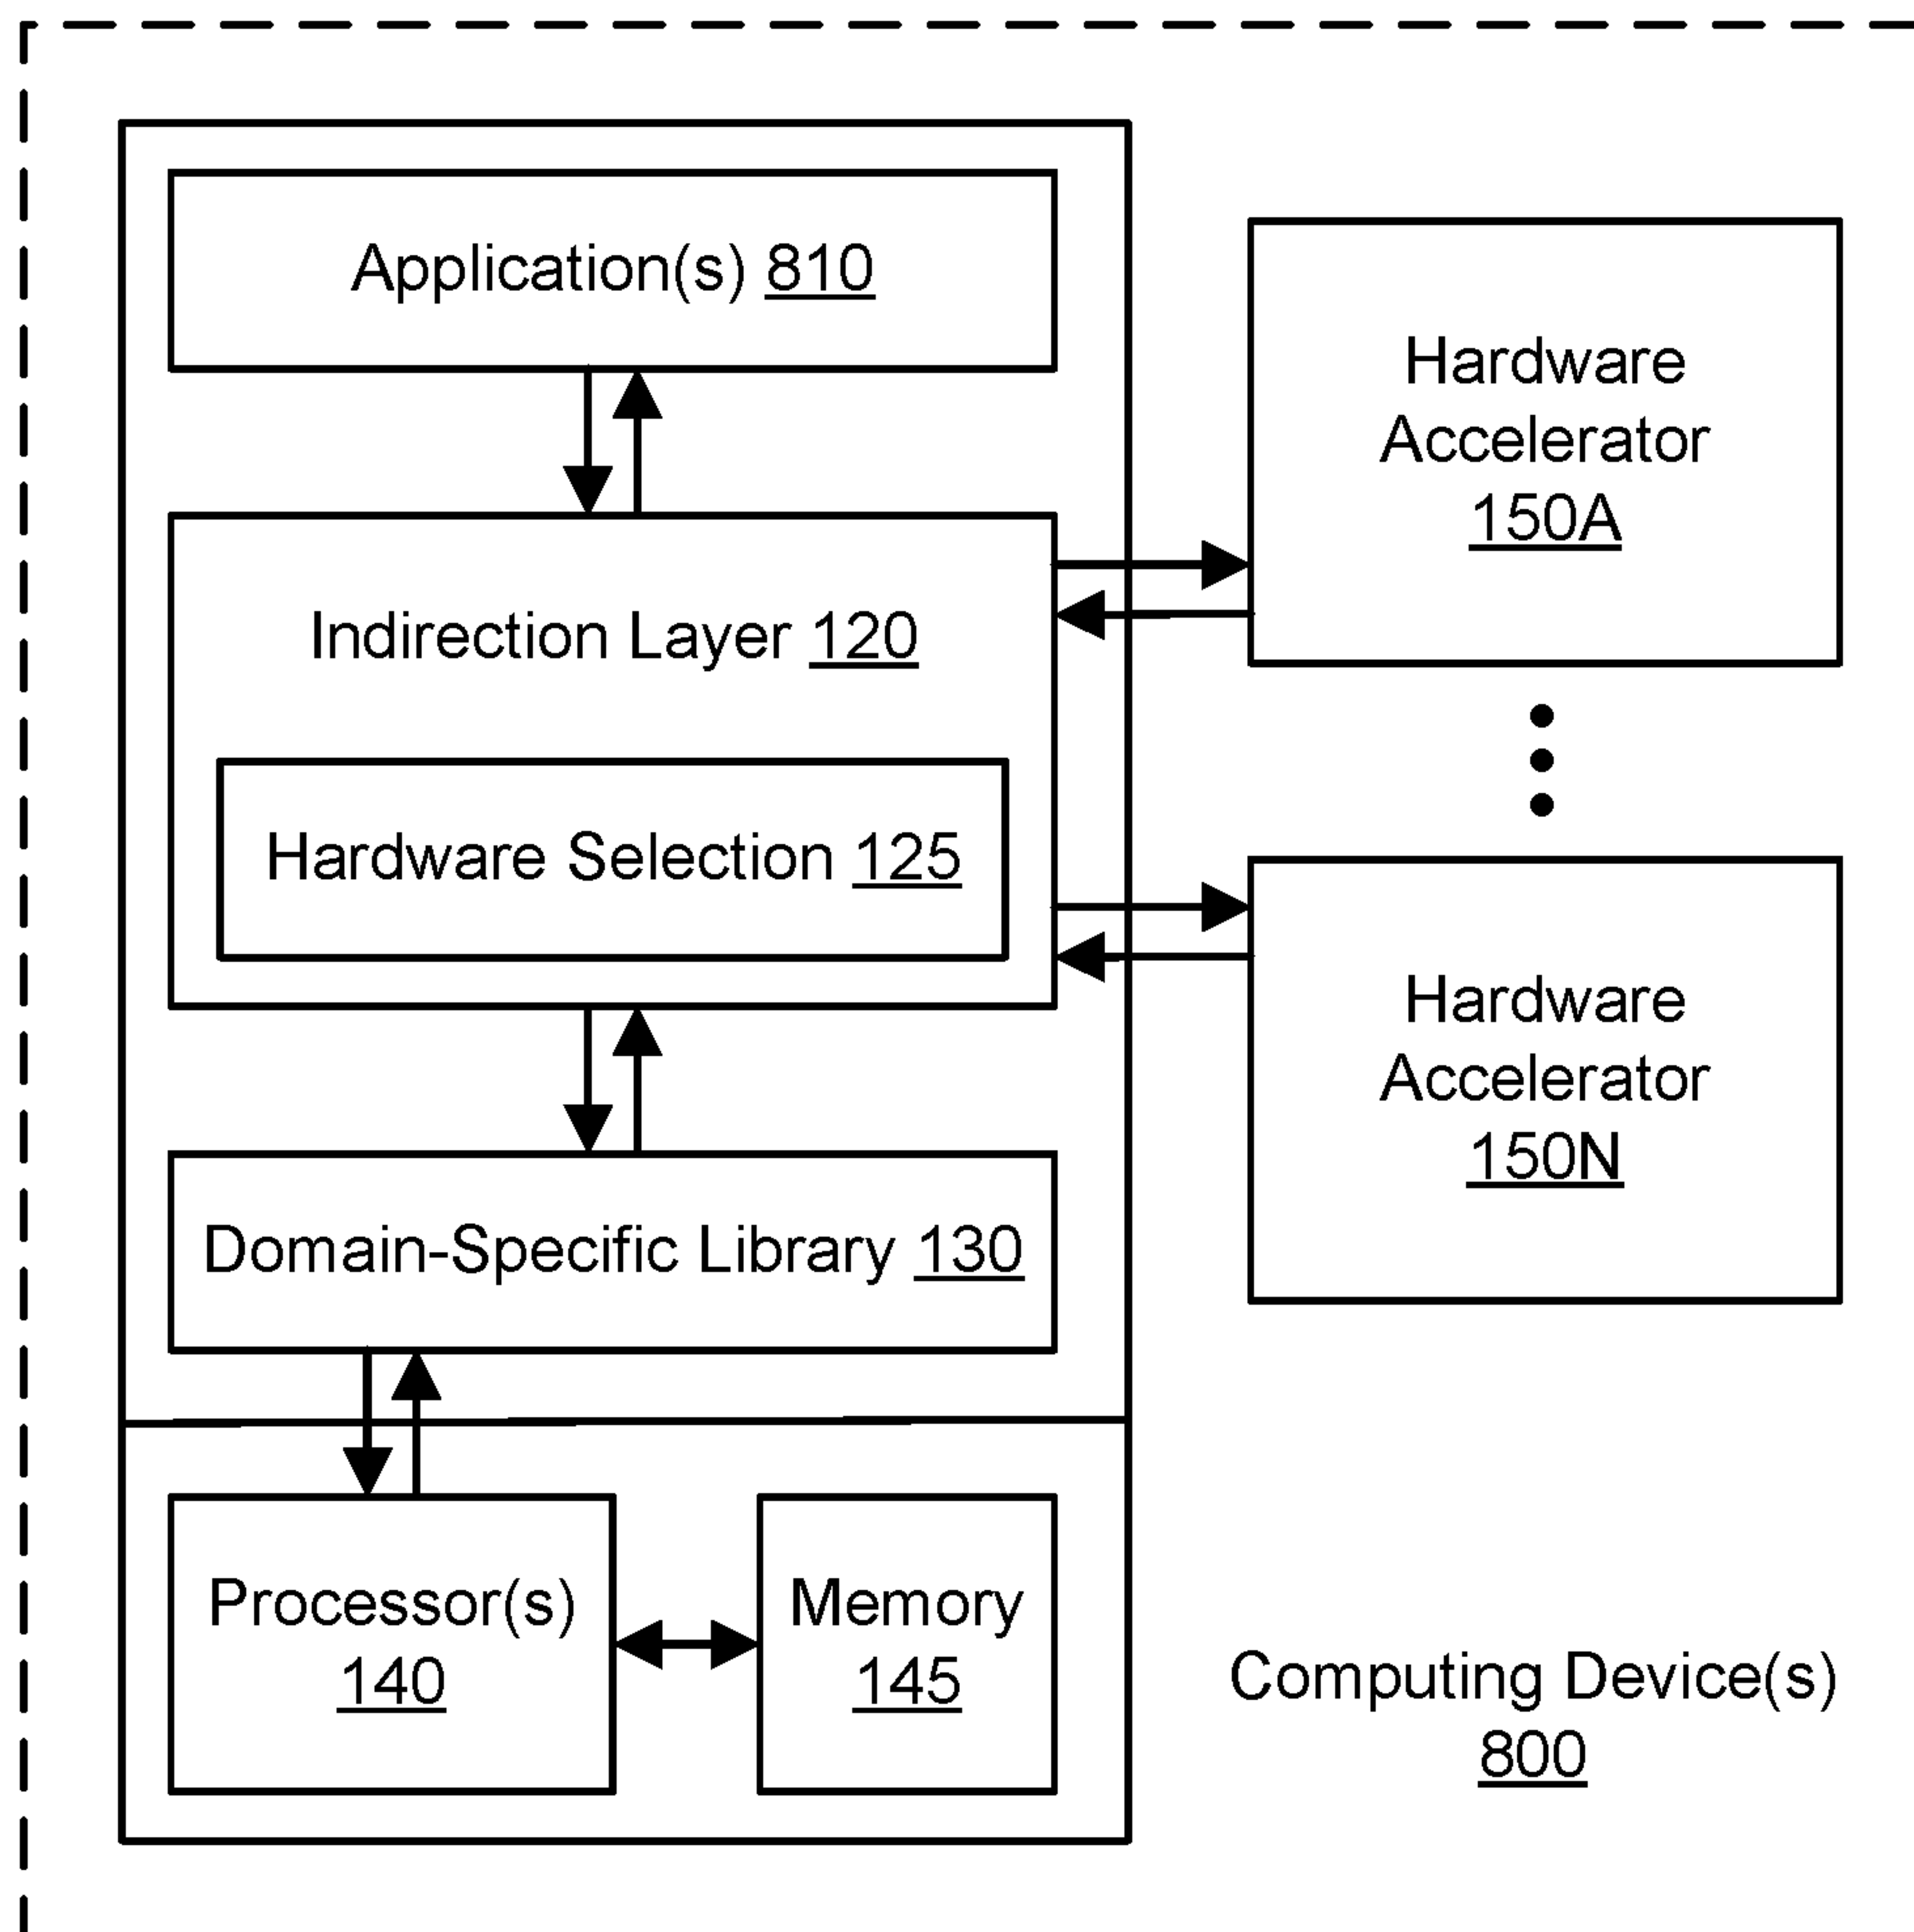 Application(s) 810
Indirection Layer 120
Hardware Selection 125
Domain-Specific Library 130
Processor(s)
140
Memory
145
Hardware
Accelerator
150A
Hardware
Accelerator
150N
Computing Device(s)
800